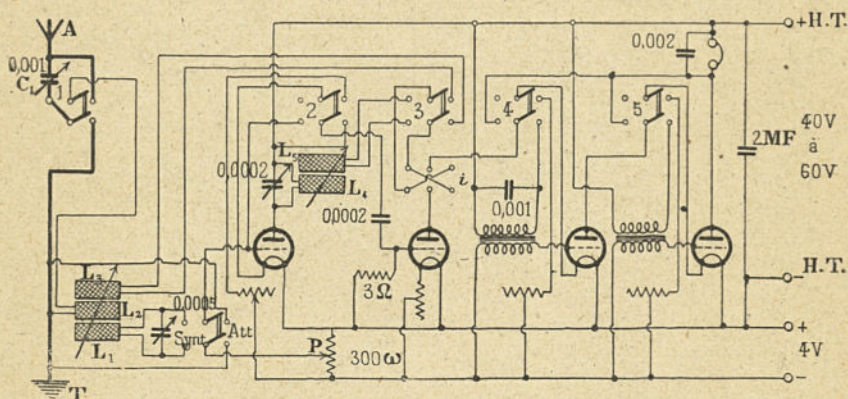 A
0,001
C₁
1
2
3
4
5
0,002
+ H.T.
2MF
40V
à
60V
0,0002
L₅
L₄
0,0002
i
0,001
L₃
L₂
L₁
0,0005
Synt
Att
3Ω
P
300ω
- H.T.
+
4V
-
T